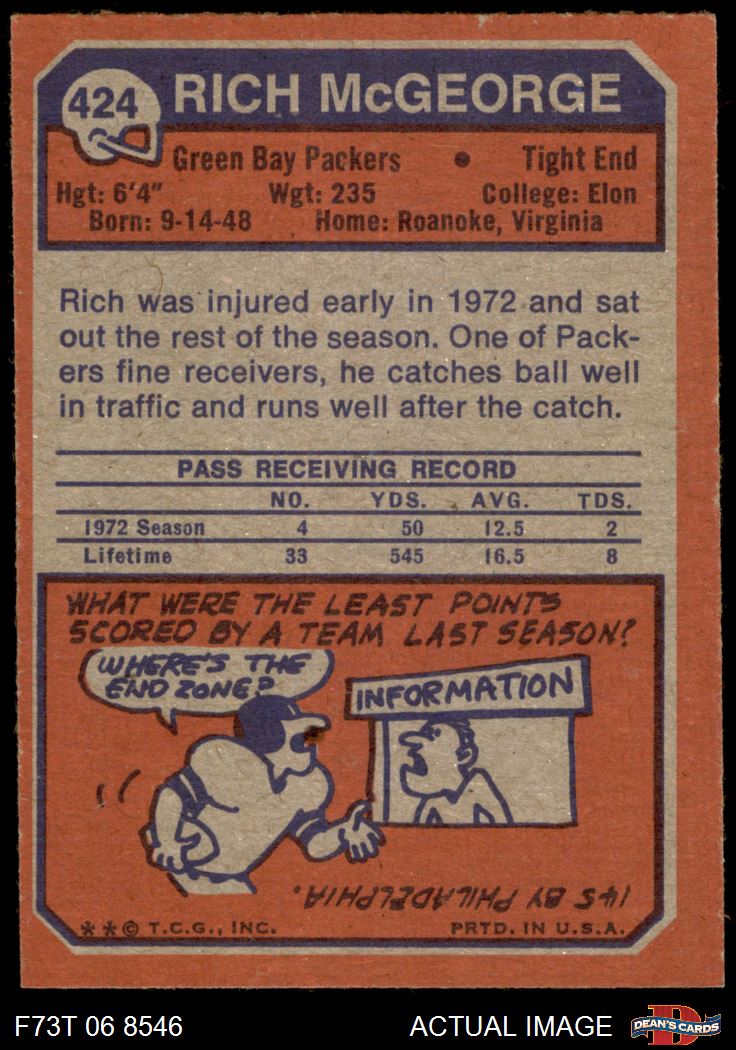 424 RICH McGEORGE
Green Bay Packers • Tight End
Hgt: 6'4" Wgt: 235 College: Elon
Born: 9-14-48 Home: Roanoke, Virginia
Rich was injured early in 1972 and sat
out the rest of the season. One of Pack-
ers fine receivers, he catches ball well
in traffic and runs well after the catch.
PASS RECEIVING RECORD
NO. YDS. AVG. TDS.
1972 Season 4 50 12.5 2
Lifetime 33 545 16.5 8
WHAT WERE THE LEAST POINTS
SCORED BY A TEAM LAST SEASON?
WHERE'S THE
END ZONE?
INFORMATION
145 BY PHILADELPHIA.
**© T.C.G., INC. PRTD. IN U.S.A.
F73T 06 8546 ACTUAL IMAGE D DEAN'S CARDS